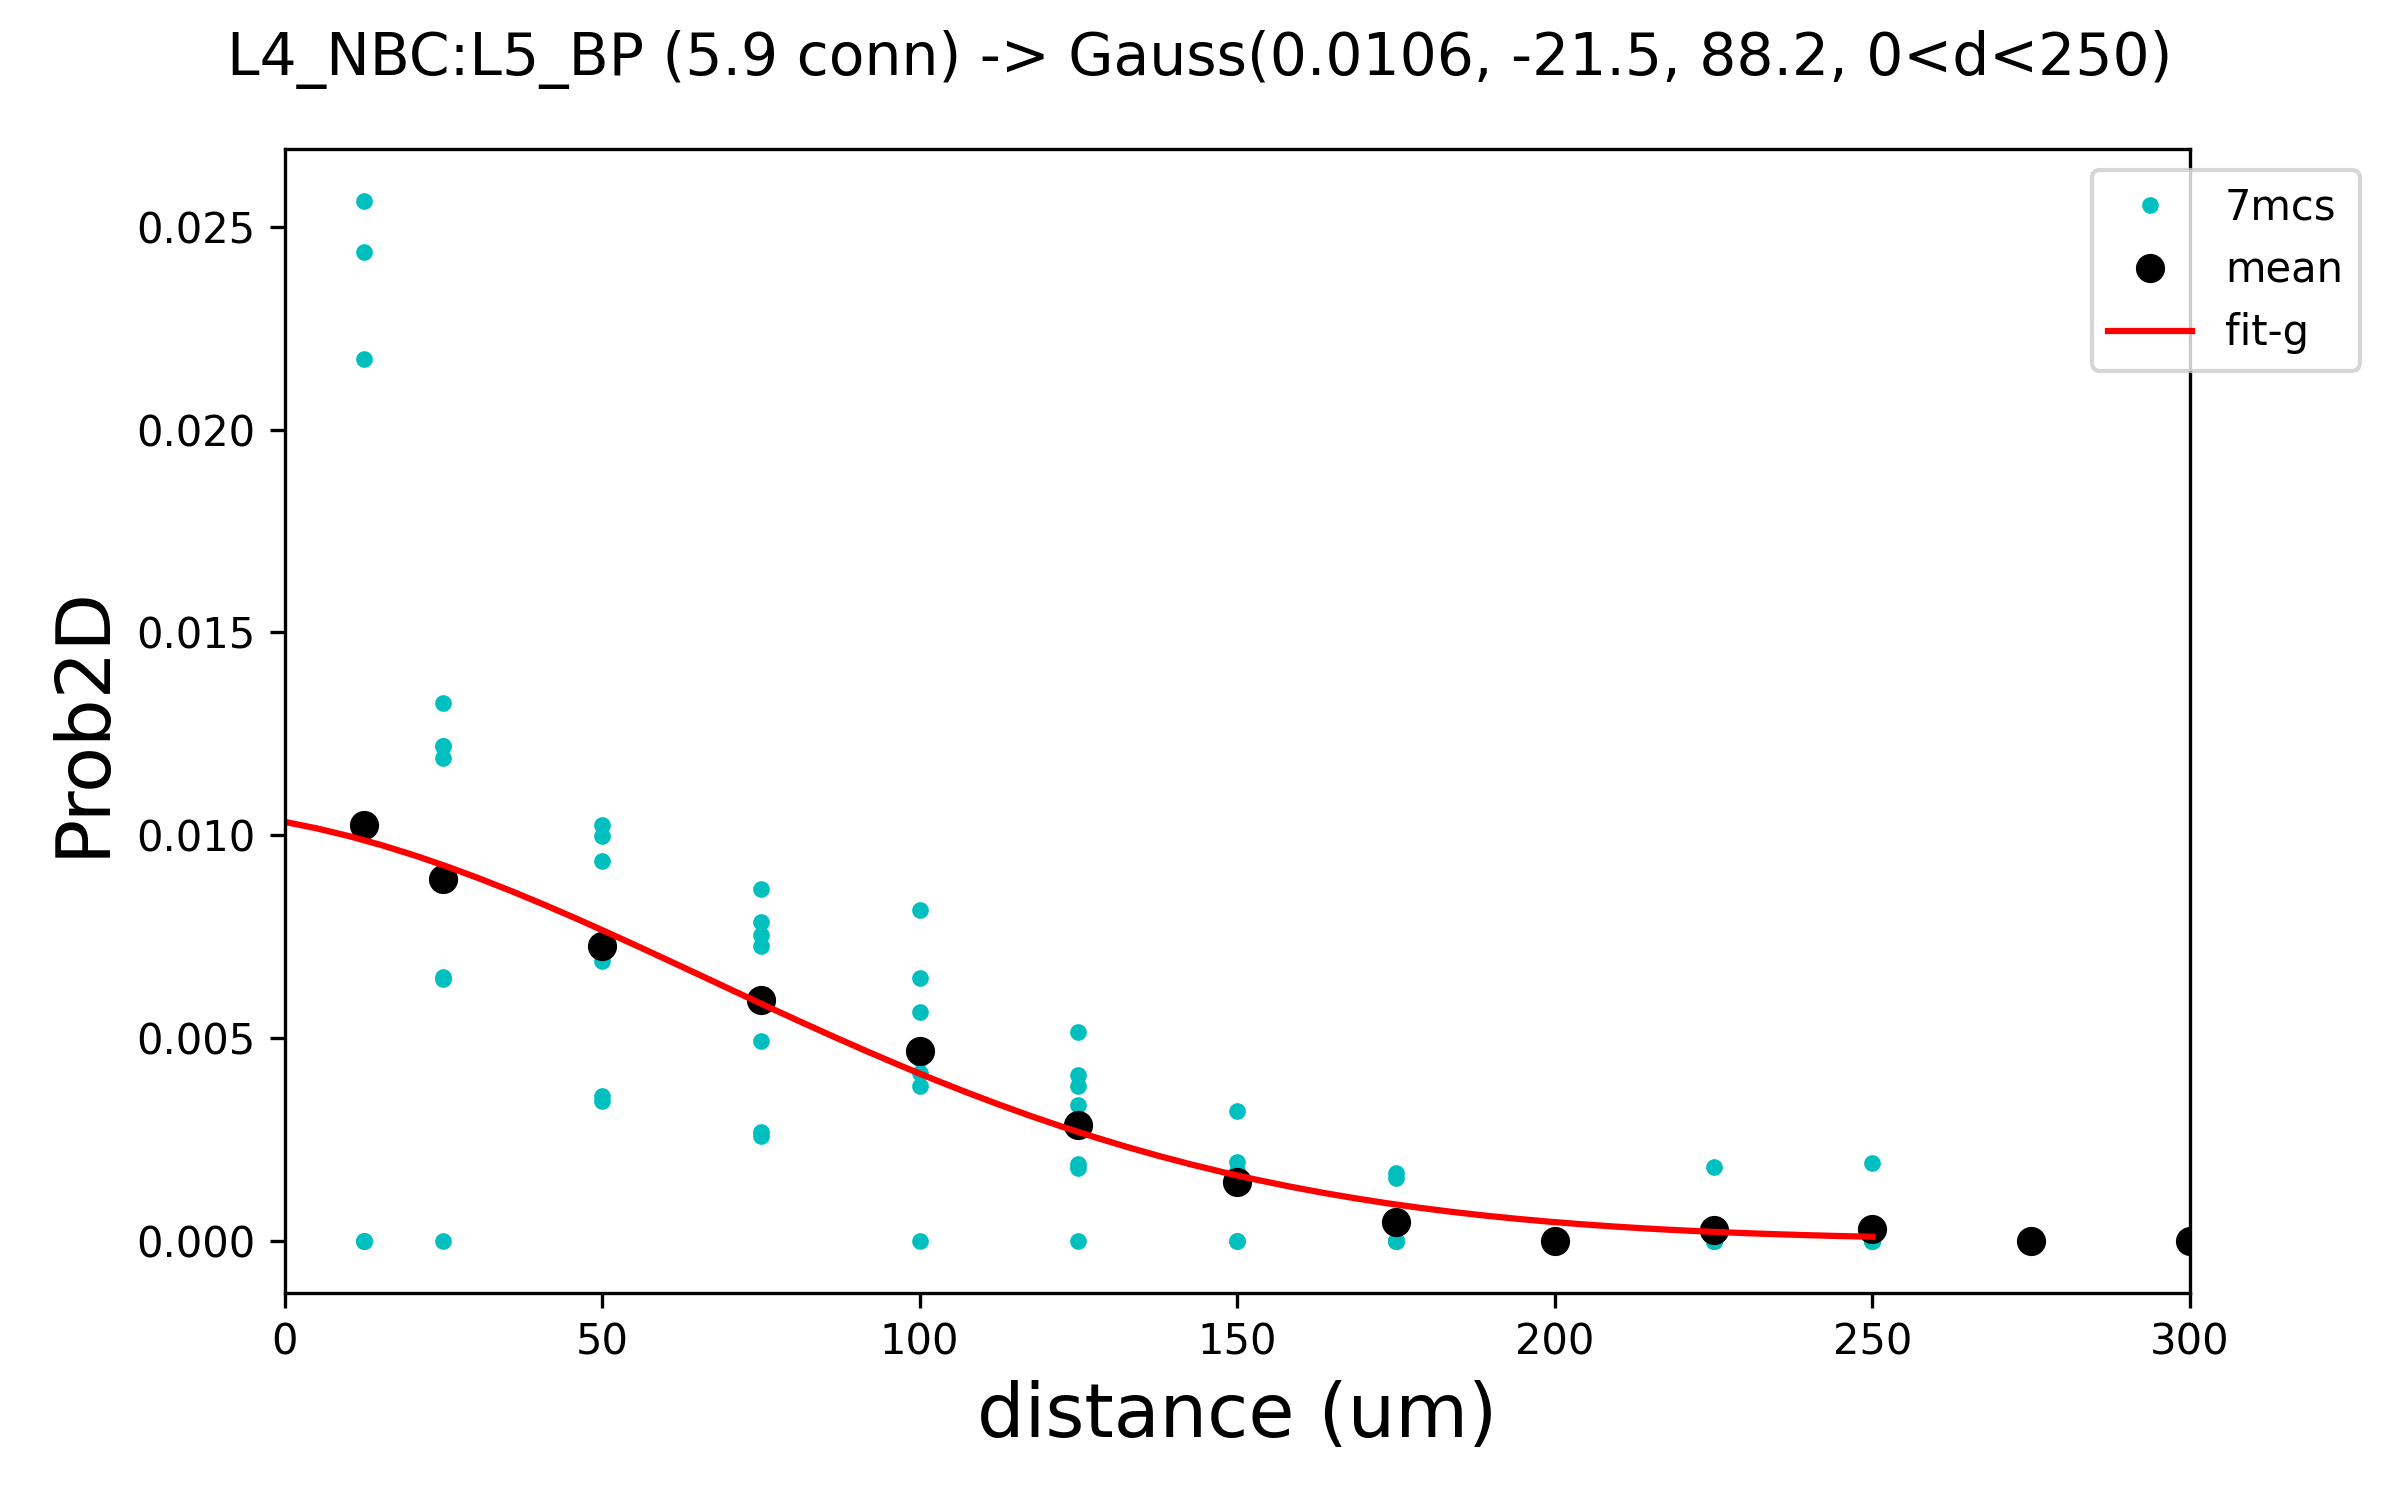 L4_NBC:L5_BP (5.9 conn) -> Gauss(0.0106, -21.5, 88.2, 0<d<250)
7mcs
mean
fit-g
Prob2D
0.025
0.020
0.015
0.010
0.005
0.000
0 50 100 150 200 250 300
distance (um)